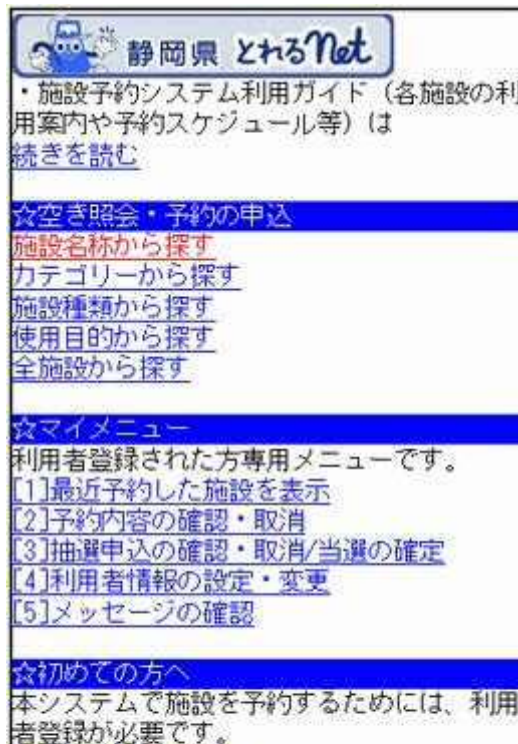 静岡県 とれるnet
・施設予約システム利用ガイド（各施設の利
用案内や予約スケジュール等）は
続きを読む
☆空き照会・予約の申込
施設名称から探す
カテゴリーから探す
施設種類から探す
使用目的から探す
全施設から探す
☆マイメニュー
利用者登録された方専用メニューです。
[1]最近予約した施設を表示
[2]予約内容の確認・取消
[3]抽選申込の確認・取消/当選の確定
[4]利用者情報の設定・変更
[5]メッセージの確認
☆初めての方へ
本システムで施設を予約するためには、利用
者登録が必要です。